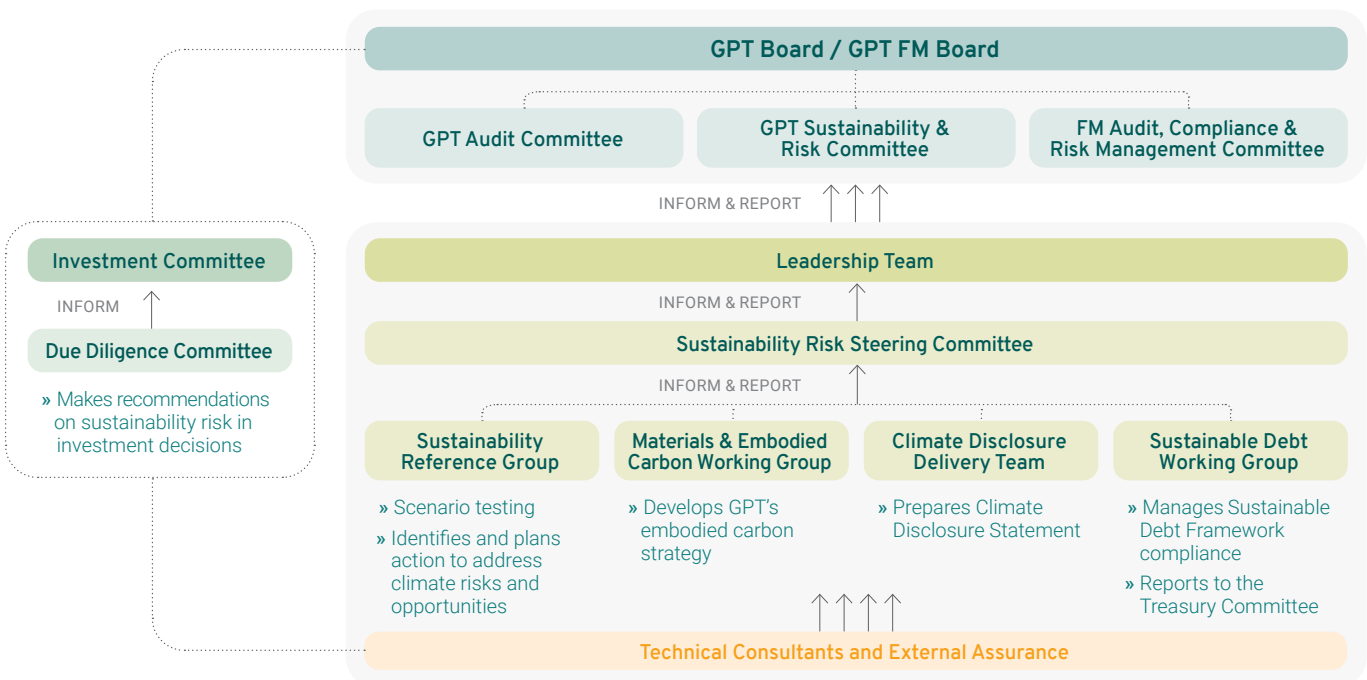 GPT Board / GPT FM Board
GPT Audit Committee
GPT Sustainability &
Risk Committee
FM Audit, Compliance &
Risk Management Committee
INFORM & REPORT
Investment Committee
INFORM
Due Diligence Committee
» Makes recommendations
on sustainability risk in
investment decisions
Leadership Team
INFORM & REPORT
Sustainability Risk Steering Committee
INFORM & REPORT
Sustainability
Reference Group
» Scenario testing
» Identifies and plans
action to address
climate risks and
opportunities
Materials & Embodied
Carbon Working Group
» Develops GPT’s
embodied carbon
strategy
Climate Disclosure
Delivery Team
» Prepares Climate
Disclosure Statement
Sustainable Debt
Working Group
» Manages Sustainable
Debt Framework
compliance
» Reports to the
Treasury Committee
Technical Consultants and External Assurance